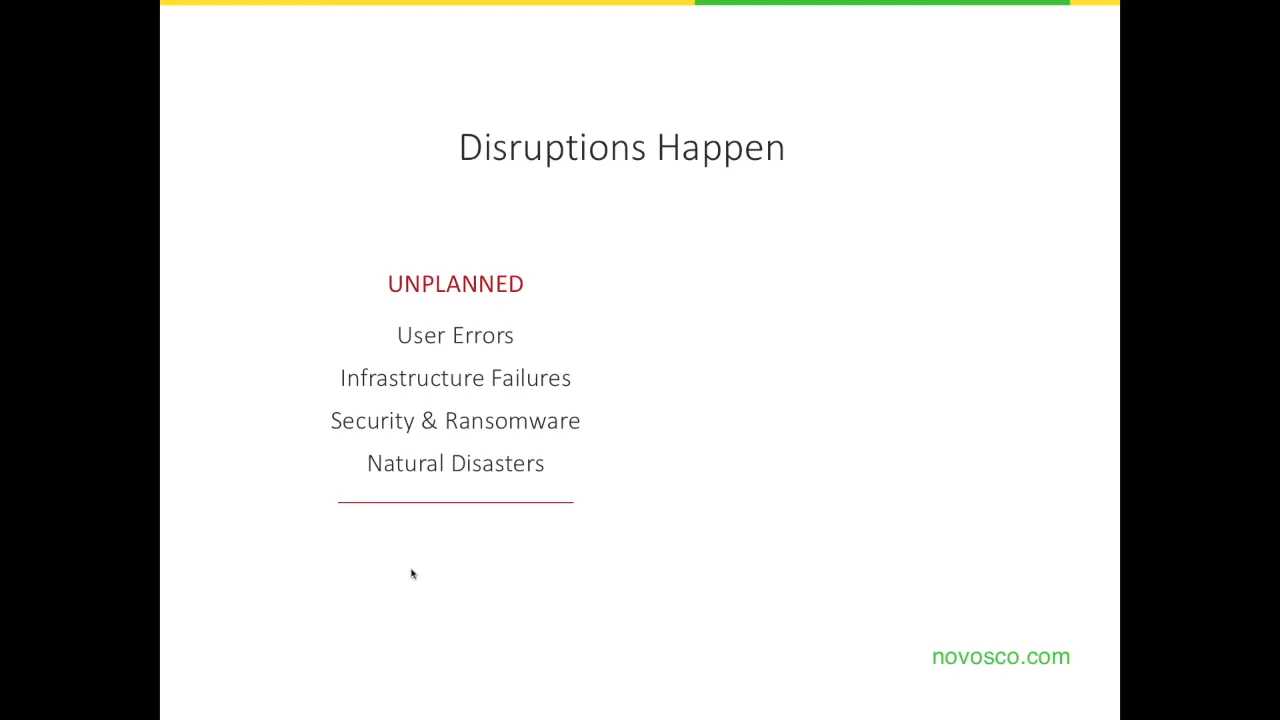 Disruptions Happen
UNPLANNED
User Errors
Infrastructure Failures
Security & Ransomware
Natural Disasters
novosco.com